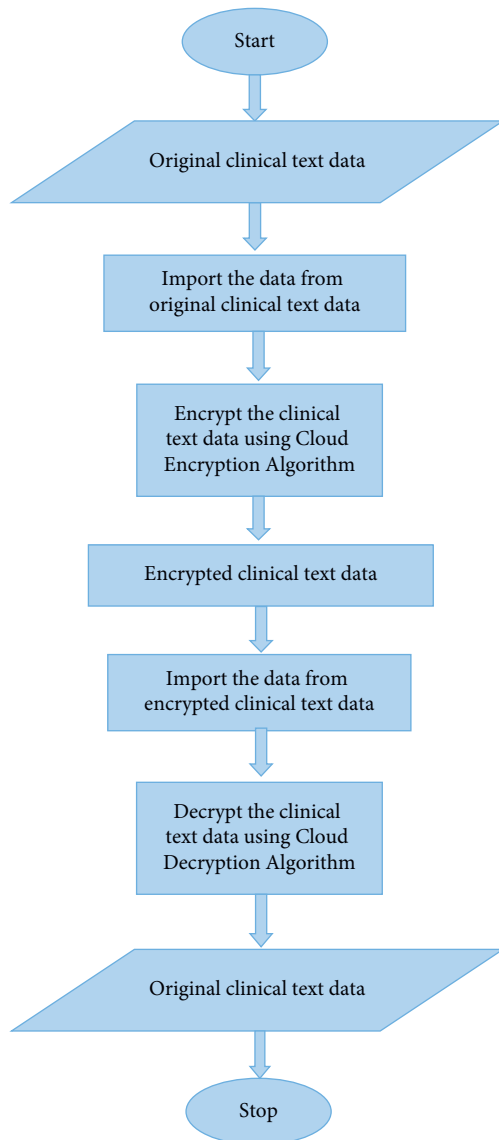 Start
Original clinical text data
Import the data from
original clinical text data
Encrypt the clinical
text data using Cloud
Encryption Algorithm
Encrypted clinical text data
Import the data from
encrypted clinical text data
Decrypt the clinical
text data using Cloud
Decryption Algorithm
Original clinical text data
Stop